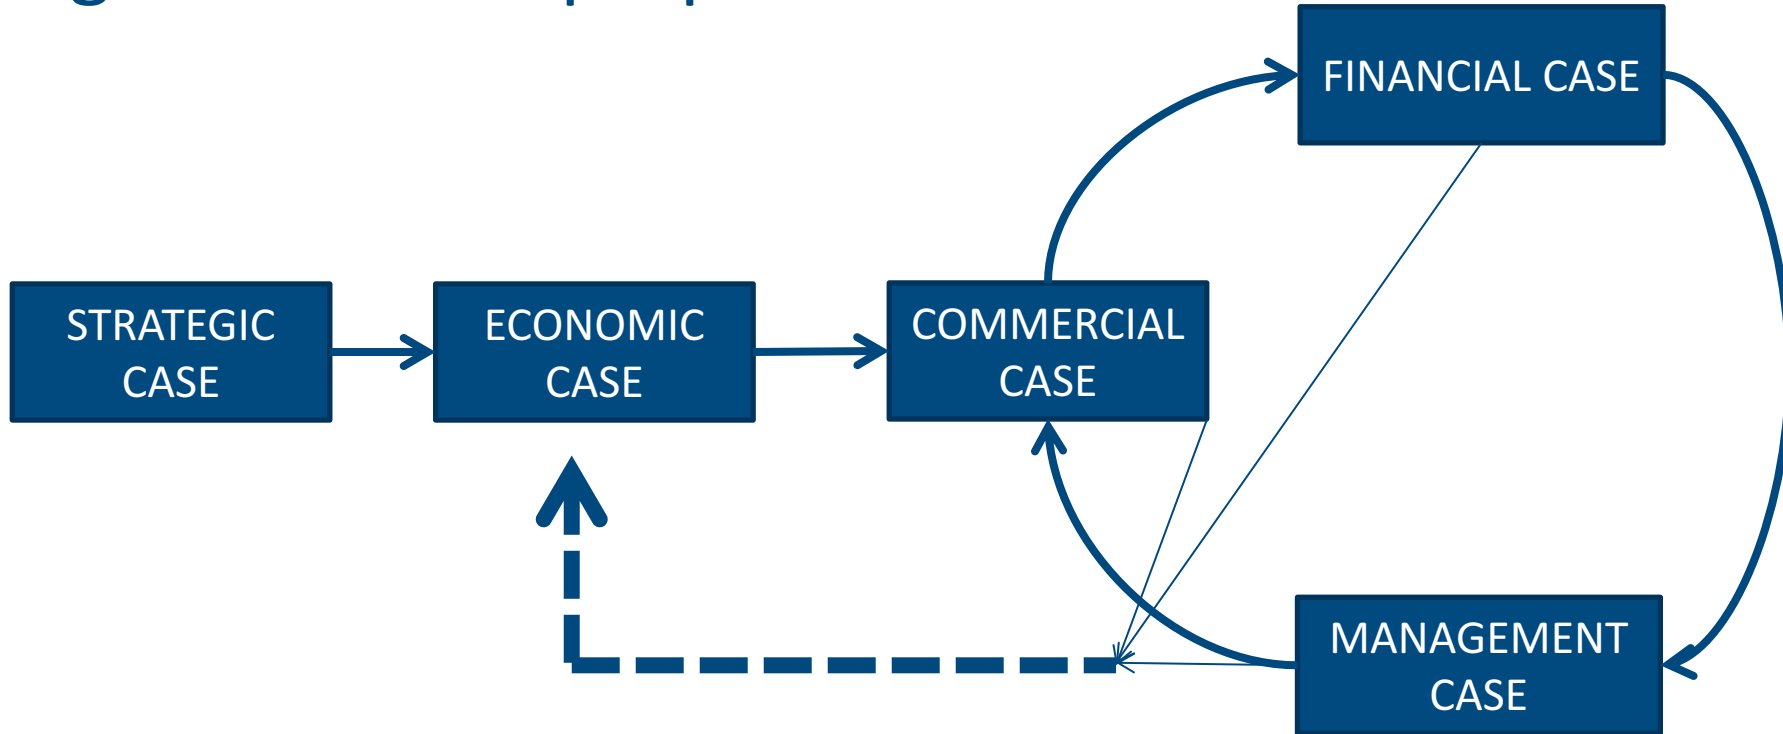 FINANCIAL CASE
STRATEGIC
CASE
ECONOMIC
CASE
COMMERCIAL
CASE
MANAGEMENT
CASE